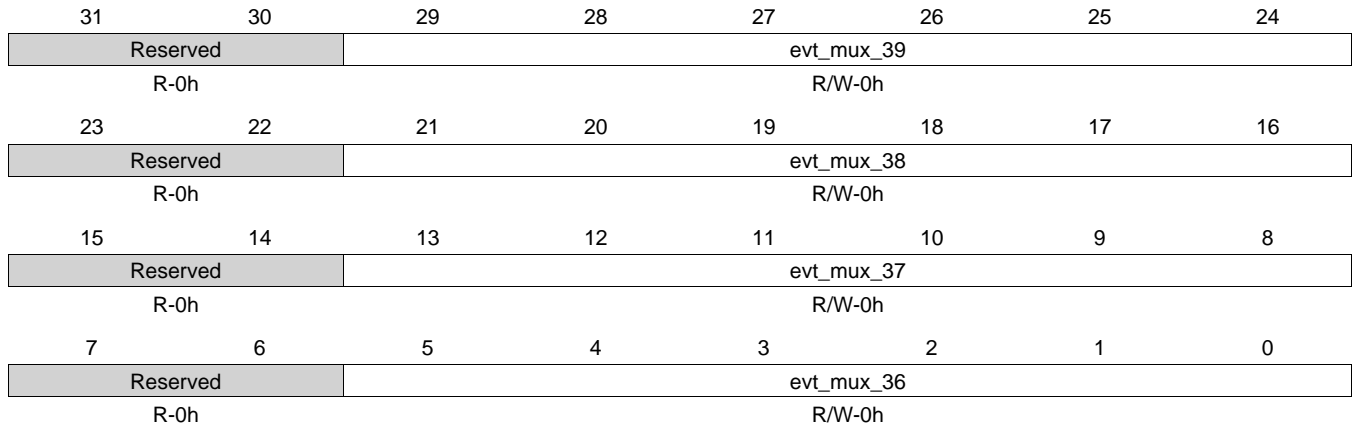 31 30 29 28 27 26 25 24
Reserved evt_mux_39
R-0h R/W-0h
23 22 21 20 19 18 17 16
Reserved evt_mux_38
R-0h R/W-0h
15 14 13 12 11 10 9 8
Reserved evt_mux_37
R-0h R/W-0h
7 6 5 4 3 2 1 0
Reserved evt_mux_36
R-0h R/W-0h